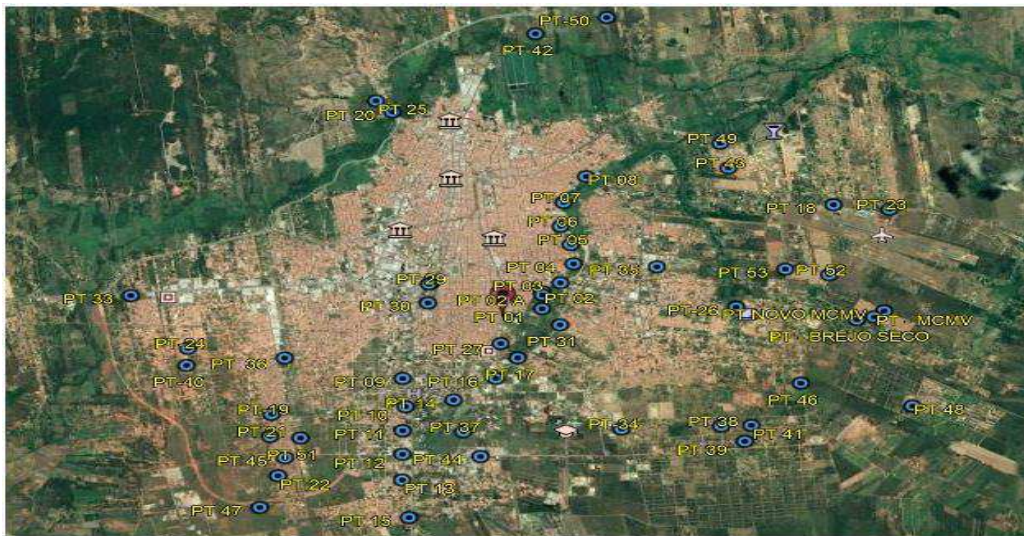 PT-50
PT-42
PT 20
PT 25
PT 49
PT 43
PT 08
PT 07
PT 18
PT 23
PT 06
PT 05
PT 04
PT 35
PT 53
PT 52
PT 29
PT 03
PT 33
PT 30
PT 02 A
PT 02
PT-26
PT NOVO MCMV
PT - MCMV
PT 01
PT - BREJO SECO
PT 31
PT-24
PT 27
PT-40
PT 36
PT 17
PT 09
PT 16
PT 46
PT 14
PT 48
PT-19
PT 10
PT 34
PT 38
PT 37
PT 11
PT 41
PT 39
PT 45
PT 51
PT 12
PT 44
PT 22
PT 13
PT 47
PT 15